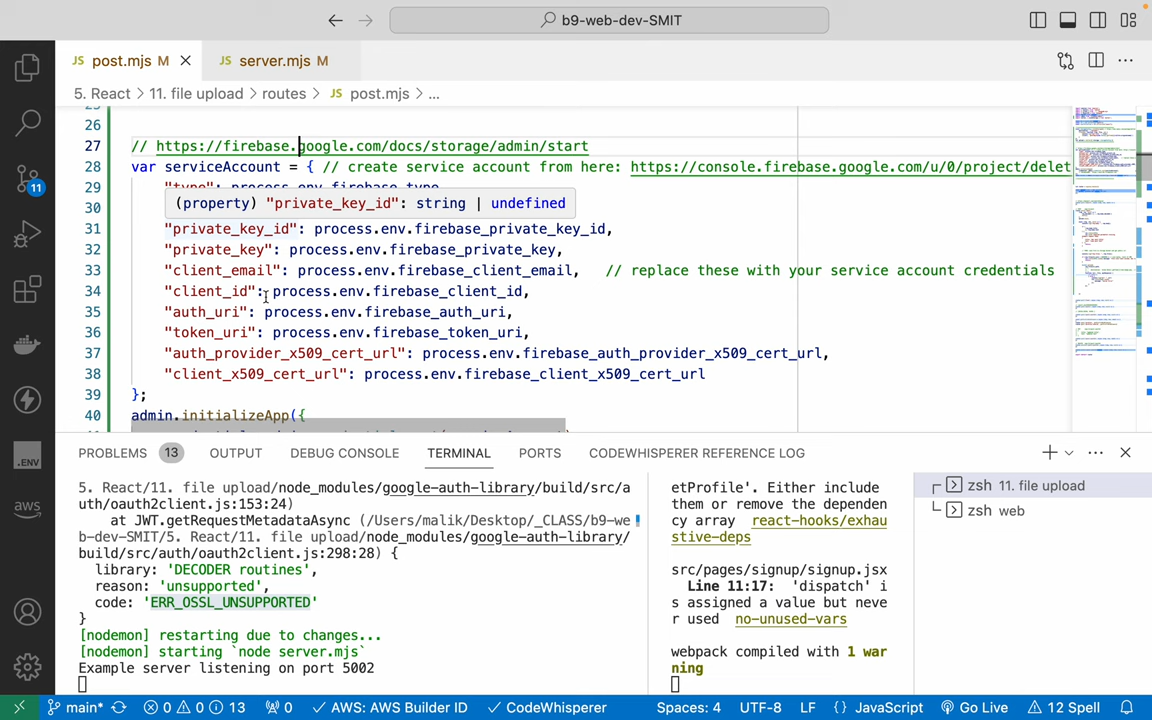 b9-web-dev-SMIT
JS post.mjs M
JS server.mjs M
5. React > 11. file upload > routes > JS post.mjs > ...
26
27 // https://firebase.google.com/docs/storage/admin/start
28 var serviceAccount = { // create service account from here: https://console.firebase.google.com/u/0/project/delet
29 "type": process.env.firebase_type,
30 (property) "private_key_id": string | undefined
31 "private_key_id": process.env.firebase_private_key_id,
32 "private_key": process.env.firebase_private_key,
33 "client_email": process.env.firebase_client_email, // replace these with your service account credentials
34 "client_id": process.env.firebase_client_id,
35 "auth_uri": process.env.firebase_auth_uri,
36 "token_uri": process.env.firebase_token_uri,
37 "auth_provider_x509_cert_url": process.env.firebase_auth_provider_x509_cert_url,
38 "client_x509_cert_url": process.env.firebase_client_x509_cert_url
39 };
40 admin.initializeApp({
11
.ENV
aws
PROBLEMS 13 OUTPUT DEBUG CONSOLE TERMINAL PORTS CODEWHISPERER REFERENCE LOG
5. React/11. file upload/node_modules/google-auth-library/build/src/a
uth/oauth2client.js:153:24)
at JWT.getRequestMetadataAsync (/Users/malik/Desktop/_CLASS/b9-we
b-dev-SMIT/5. React/11. file upload/node_modules/google-auth-library/
build/src/auth/oauth2client.js:298:28) {
library: 'DECODER routines',
reason: 'unsupported',
code: 'ERR_OSSL_UNSUPPORTED'
}
[nodemon] restarting due to changes...
[nodemon] starting `node server.mjs`
Example server listening on port 5002
etProfile'. Either include
them or remove the dependen
cy array react-hooks/exhau
stive-deps
src/pages/signup/signup.jsx
Line 11:17: 'dispatch' i
s assigned a value but neve
r used no-unused-vars
webpack compiled with 1 war
ning
zsh 11. file upload
zsh web
main* 0 0 13 0 AWS: AWS Builder ID CodeWhisperer Spaces: 4 UTF-8 LF {} JavaScript Go Live 12 Spell